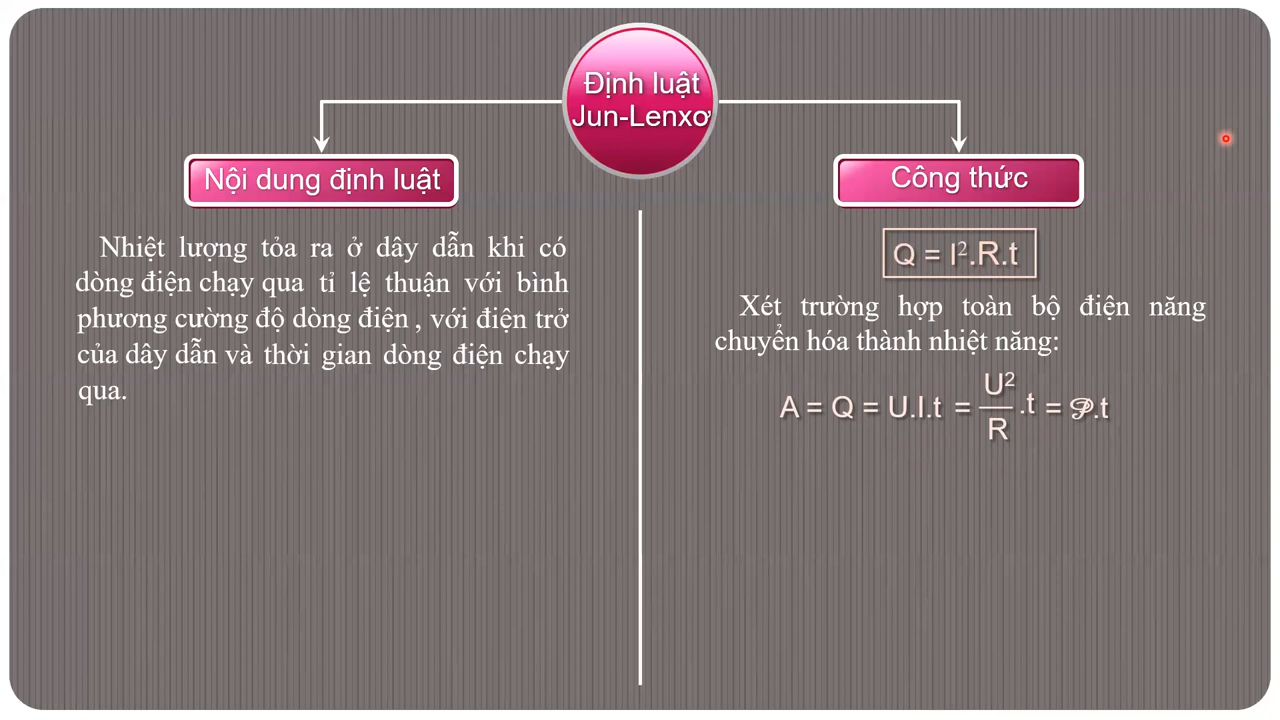 Định luật
Jun-Lenxơ
Nội dung định luật
Nhiệt lượng tỏa ra ở dây dẫn khi có
dòng điện chạy qua tỉ lệ thuận với bình
phương cường độ dòng điện , với điện trở
của dây dẫn và thời gian dòng điện chạy
qua.
Công thức
Q = I².R.t
Xét trường hợp toàn bộ điện năng
chuyển hóa thành nhiệt năng:
A = Q = U.I.t = U²/R .t = 𝒫.t